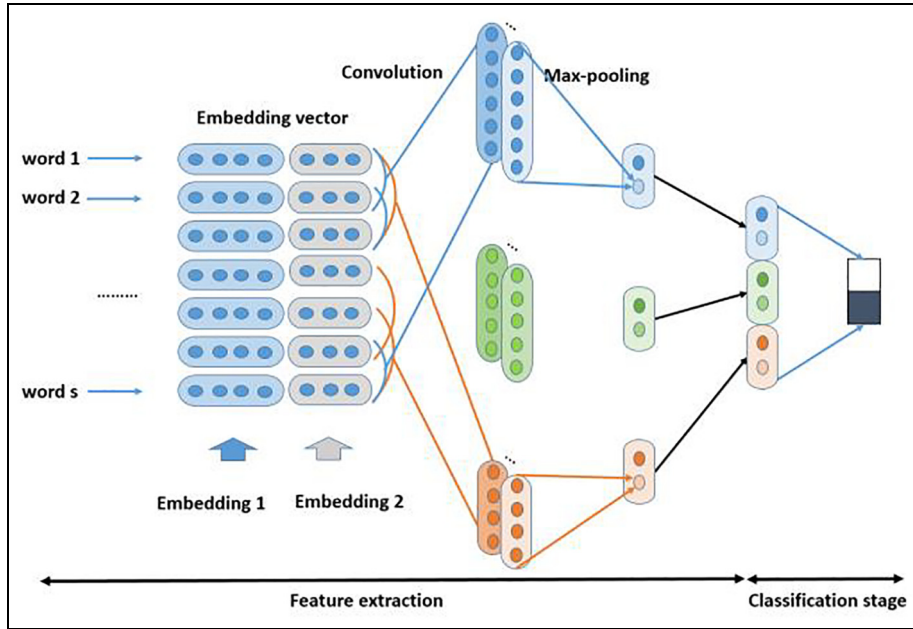 Convolution
Max-pooling
Embedding vector
word 1
word 2
.........
word s
Embedding 1
Embedding 2
...
...
...
Feature extraction
Classification stage